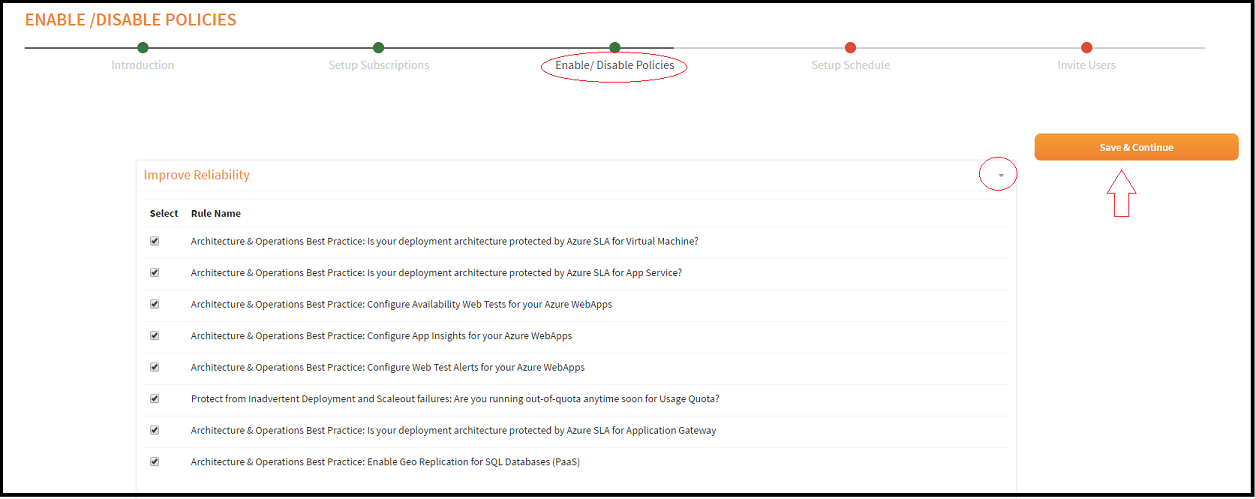 ENABLE /DISABLE POLICIES
Introduction
Setup Subscriptions
Enable/ Disable Policies
Setup Schedule
Invite Users
Save & Continue
Improve Reliability
Select Rule Name
Architecture & Operations Best Practice: Is your deployment architecture protected by Azure SLA for Virtual Machine?
Architecture & Operations Best Practice: Is your deployment architecture protected by Azure SLA for App Service?
Architecture & Operations Best Practice: Configure Availability Web Tests for your Azure WebApps
Architecture & Operations Best Practice: Configure App Insights for your Azure WebApps
Architecture & Operations Best Practice: Configure Web Test Alerts for your Azure WebApps
Protect from Inadvertent Deployment and Scaleout failures: Are you running out-of-quota anytime soon for Usage Quota?
Architecture & Operations Best Practice: Is your deployment architecture protected by Azure SLA for Application Gateway
Architecture & Operations Best Practice: Enable Geo Replication for SQL Databases (PaaS)